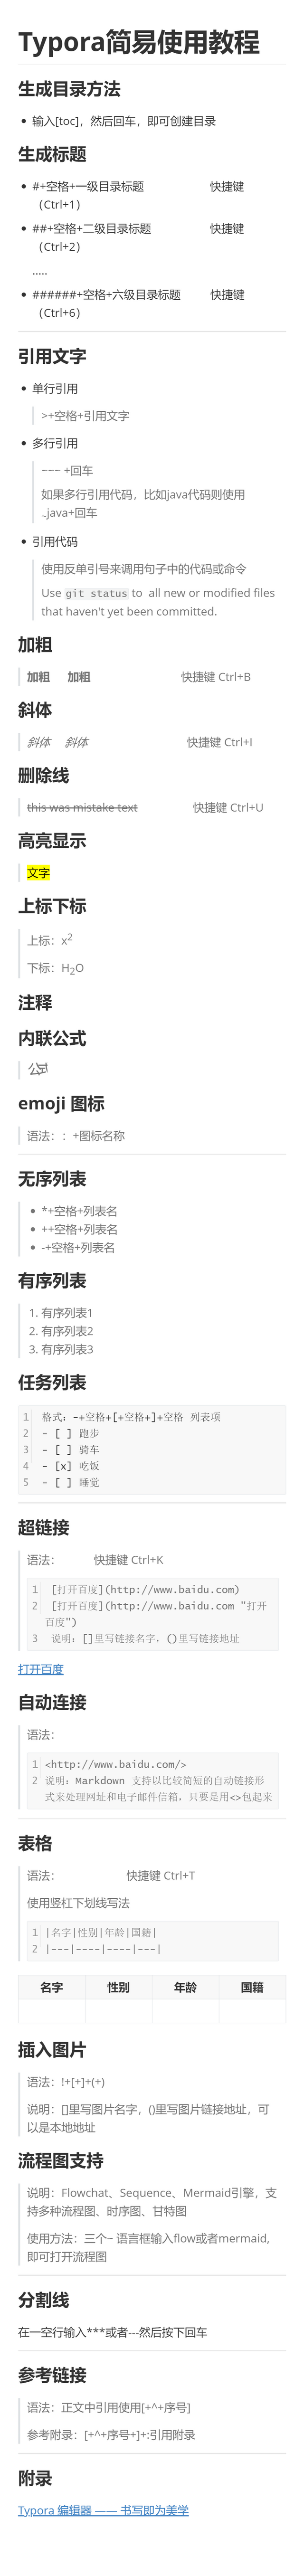 Typora简易使用教程
生成目录方法
输入[toc]，然后回车，即可创建目录
生成标题
#+空格+一级目录标题 快捷键
（Ctrl+1）
##+空格+二级目录标题 快捷键
（Ctrl+2）
.....
######+空格+六级目录标题 快捷键
（Ctrl+6）
引用文字
单行引用
>+空格+引用文字
多行引用
~~~ +回车
如果多行引用代码，比如java代码则使用
~java+回车
引用代码
使用反单引号来调用句子中的代码或命令
Use git status to all new or modified files
that haven't yet been committed.
加粗
加粗 加粗 快捷键 Ctrl+B
斜体
斜体 斜体 快捷键 Ctrl+I
删除线
this was mistake text 快捷键 Ctrl+U
高亮显示
文字
上标下标
上标：x²
下标：H₂O
注释
内联公式
公式
emoji 图标
语法：：+图标名称
无序列表
*+空格+列表名
++空格+列表名
-+空格+列表名
有序列表
1. 有序列表1
2. 有序列表2
3. 有序列表3
任务列表
1 格式：-+空格+[+空格+]+空格 列表项
2 - [ ] 跑步
3 - [ ] 骑车
4 - [x] 吃饭
5 - [ ] 睡觉
超链接
语法： 快捷键 Ctrl+K
1 [打开百度](http://www.baidu.com)
2 [打开百度](http://www.baidu.com "打开
百度")
3 说明：[]里写链接名字，()里写链接地址
打开百度
自动连接
语法：
1 <http://www.baidu.com/>
2 说明：Markdown 支持以比较简短的自动链接形
式来处理网址和电子邮件信箱，只要是用<>包起来
表格
语法： 快捷键 Ctrl+T
使用竖杠下划线写法
1 |名字|性别|年龄|国籍|
2 |---|----|----|---|
名字 性别 年龄 国籍
插入图片
语法：!+[+]+(+)
说明：[]里写图片名字，()里写图片链接地址，可
以是本地地址
流程图支持
说明：Flowchat、Sequence、Mermaid引擎，支
持多种流程图、时序图、甘特图
使用方法：三个~ 语言框输入flow或者mermaid,
即可打开流程图
分割线
在一空行输入***或者---然后按下回车
参考链接
语法：正文中引用使用[+^+序号]
参考附录：[+^+序号+]+:引用附录
附录
Typora 编辑器 —— 书写即为美学